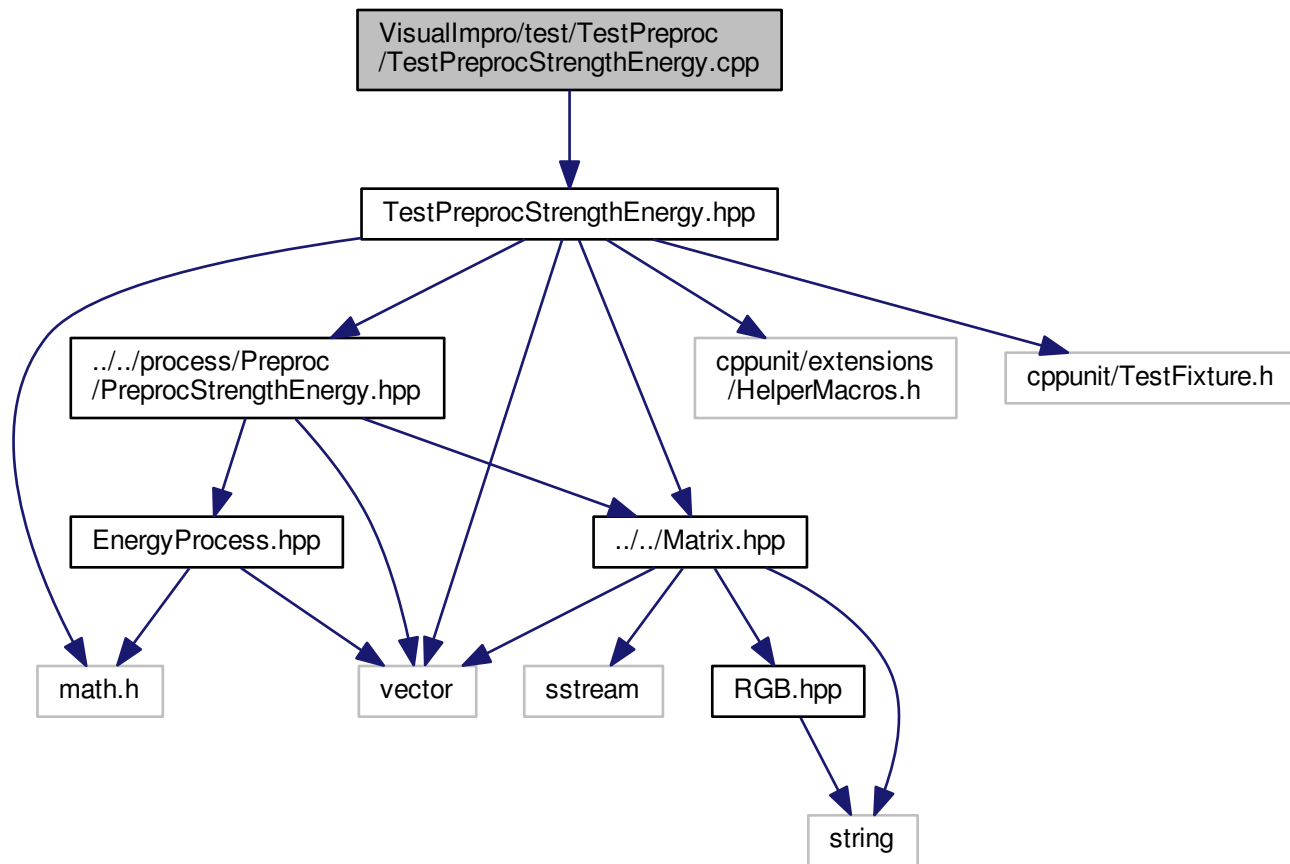 VisualImpro/test/TestPreproc
/TestPreprocStrengthEnergy.cpp
TestPreprocStrengthEnergy.hpp
../../process/Preproc
/PreprocStrengthEnergy.hpp
cppunit/extensions
/HelperMacros.h
cppunit/TestFixture.h
EnergyProcess.hpp
../../Matrix.hpp
math.h
vector
sstream
RGB.hpp
string